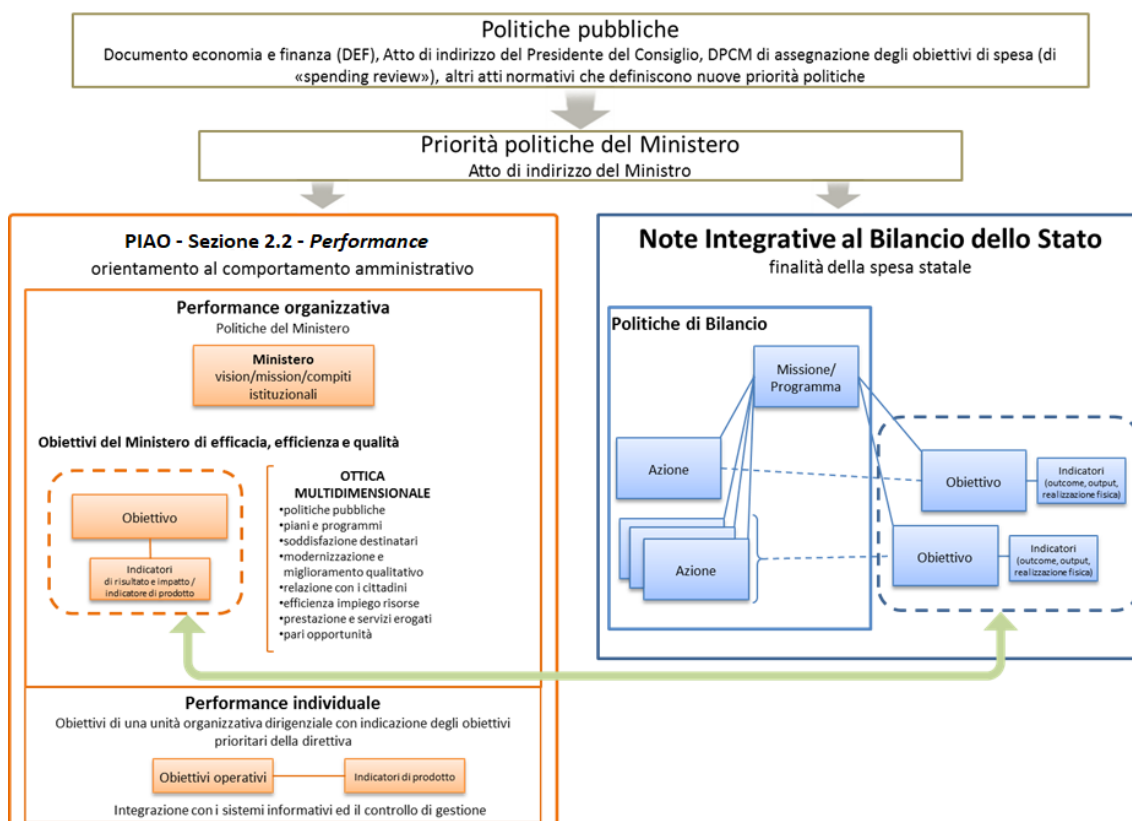 Politiche pubbliche
Documento economia e finanza (DEF), Atto di indirizzo del Presidente del Consiglio, DPCM di assegnazione degli obiettivi di spesa (di
«spending review»), altri atti normativi che definiscono nuove priorità politiche
Priorità politiche del Ministero
Atto di indirizzo del Ministro
PIAO - Sezione 2.2 - Performance
orientamento al comportamento amministrativo
Performance organizzativa
Politiche del Ministero
Ministero
vision/mission/compiti
istituzionali
Obiettivi del Ministero di efficacia, efficienza e qualità
Obiettivo
Indicatori
di risultato e impatto /
indicatore di prodotto
OTTICA
MULTIDIMENSIONALE
•politiche pubbliche
•piani e programmi
•soddisfazione destinatari
•modernizzazione e
miglioramento qualitativo
•relazione con i cittadini
•efficienza impiego risorse
•prestazione e servizi erogati
•pari opportunità
Performance individuale
Obiettivi di una unità organizzativa dirigenziale con indicazione degli obiettivi
prioritari della direttiva
Obiettivi operativi
Indicatori di prodotto
Integrazione con i sistemi informativi ed il controllo di gestione
Note Integrative al Bilancio dello Stato
finalità della spesa statale
Politiche di Bilancio
Missione/
Programma
Azione
Obiettivo
Indicatori
(outcome, output,
realizzazione fisica)
Azione
Obiettivo
Indicatori
(outcome, output,
realizzazione fisica)